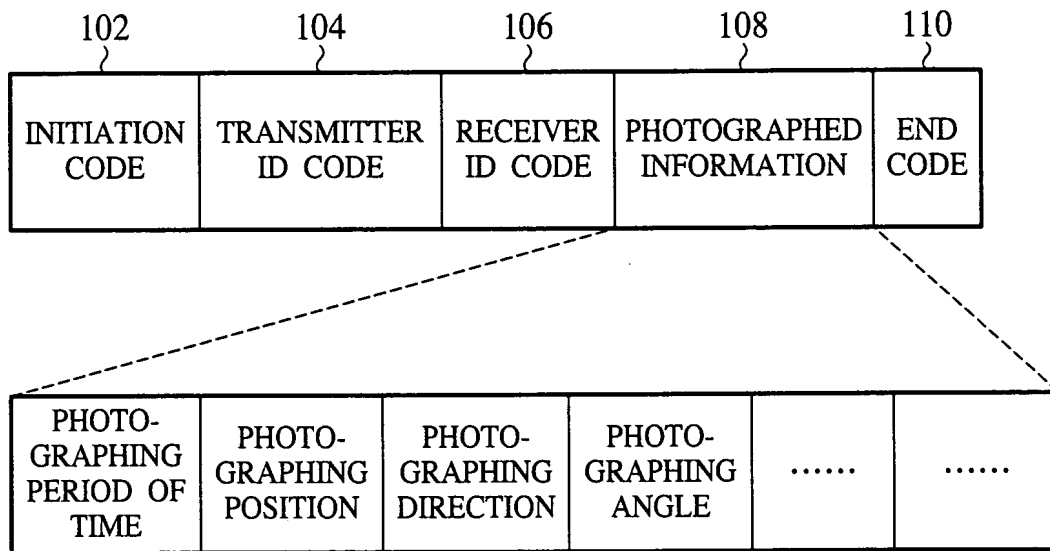 102 104 106 108 110
INITIATION CODE
TRANSMITTER ID CODE
RECEIVER ID CODE
PHOTOGRAPHED INFORMATION
END CODE
PHOTO-
GRAPHING
PERIOD OF
TIME
PHOTO-
GRAPHING
POSITION
PHOTO-
GRAPHING
DIRECTION
PHOTO-
GRAPHING
ANGLE
......
......